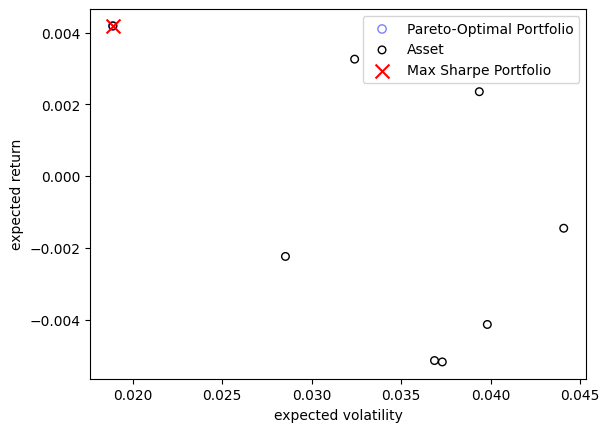 Pareto-Optimal Portfolio
Asset
Max Sharpe Portfolio
0.004
0.002
0.000
−0.002
−0.004
expected return
0.020 0.025 0.030 0.035 0.040 0.045
expected volatility